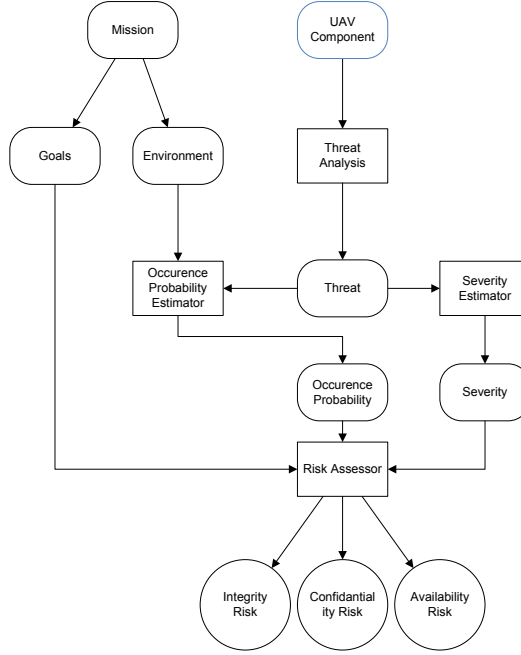 Mission
UAV
Component
Goals
Environment
Threat
Analysis
Occurence
Probability
Estimator
Threat
Severity
Estimator
Occurence
Probability
Severity
Risk Assessor
Integrity
Risk
Confidantial
ity Risk
Availability
Risk